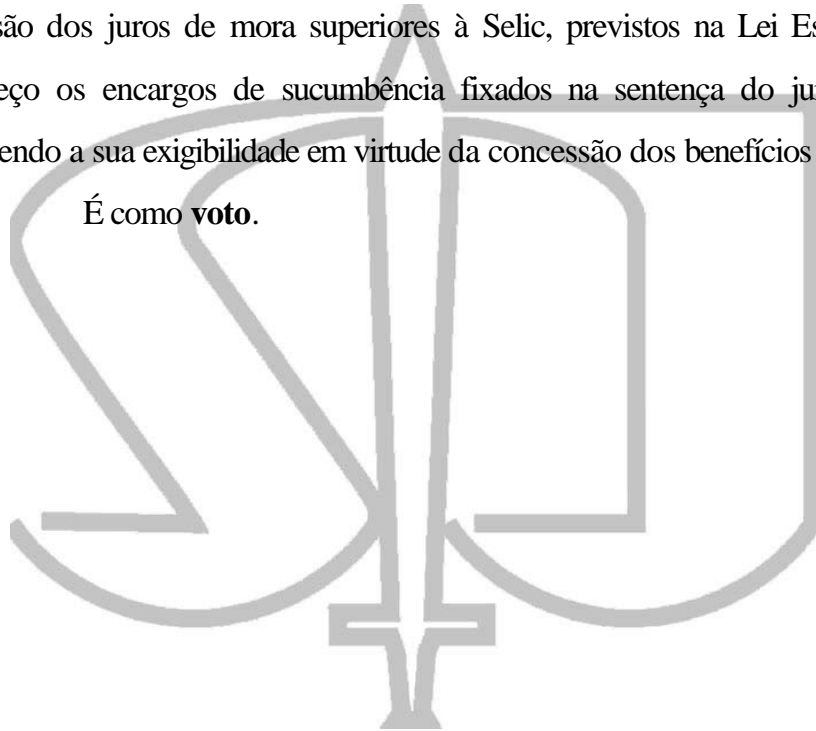 são dos juros de mora superiores à Selic, previstos na Lei Es
eço os encargos de sucumbência fixados na sentença do ju
endo a sua exigibilidade em virtude da concessão dos benefícios
É como voto.